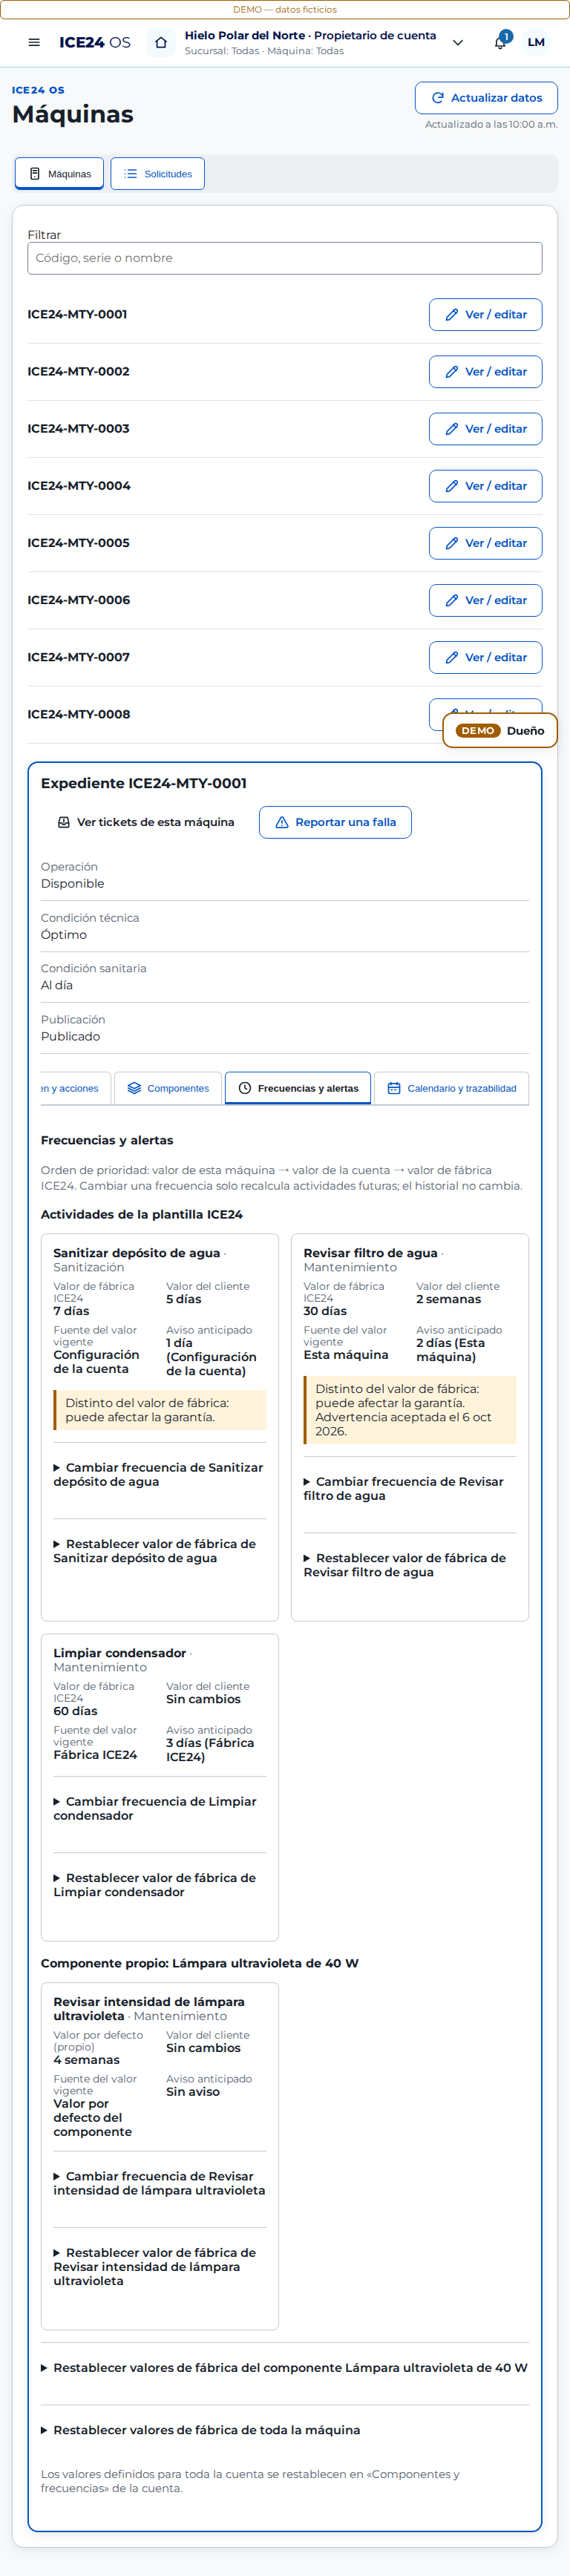 DEMO — datos ficticios
ICE24 OS
Hielo Polar del Norte · Propietario de cuenta
Sucursal: Todas · Máquina: Todas
1
LM
ICE24 OS
Máquinas
Actualizar datos
Actualizado a las 10:00 a.m.
Máquinas
Solicitudes
Filtrar
Código, serie o nombre
ICE24-MTY-0001
Ver / editar
ICE24-MTY-0002
Ver / editar
ICE24-MTY-0003
Ver / editar
ICE24-MTY-0004
Ver / editar
ICE24-MTY-0005
Ver / editar
ICE24-MTY-0006
Ver / editar
ICE24-MTY-0007
Ver / editar
ICE24-MTY-0008
DEMO Dueño
Expediente ICE24-MTY-0001
Ver tickets de esta máquina
Reportar una falla
Operación
Disponible
Condición técnica
Óptimo
Condición sanitaria
Al día
Publicación
Publicado
en y acciones
Componentes
Frecuencias y alertas
Calendario y trazabilidad
Frecuencias y alertas
Orden de prioridad: valor de esta máquina → valor de la cuenta → valor de fábrica
ICE24. Cambiar una frecuencia solo recalcula actividades futuras; el historial no cambia.
Actividades de la plantilla ICE24
Sanitizar depósito de agua ·
Sanitización
Valor de fábrica
ICE24
7 días
Valor del cliente
5 días
Fuente del valor
vigente
Configuración
de la cuenta
Aviso anticipado
1 día
(Configuración
de la cuenta)
Distinto del valor de fábrica:
puede afectar la garantía.
Cambiar frecuencia de Sanitizar
depósito de agua
Restablecer valor de fábrica de
Sanitizar depósito de agua
Revisar filtro de agua ·
Mantenimiento
Valor de fábrica
ICE24
30 días
Valor del cliente
2 semanas
Fuente del valor
vigente
Esta máquina
Aviso anticipado
2 días (Esta
máquina)
Distinto del valor de fábrica:
puede afectar la garantía.
Advertencia aceptada el 6 oct
2026.
Cambiar frecuencia de Revisar
filtro de agua
Restablecer valor de fábrica de
Revisar filtro de agua
Limpiar condensador ·
Mantenimiento
Valor de fábrica
ICE24
60 días
Valor del cliente
Sin cambios
Fuente del valor
vigente
Fábrica ICE24
Aviso anticipado
3 días (Fábrica
ICE24)
Cambiar frecuencia de Limpiar
condensador
Restablecer valor de fábrica de
Limpiar condensador
Componente propio: Lámpara ultravioleta de 40 W
Revisar intensidad de lámpara
ultravioleta · Mantenimiento
Valor por defecto
(propio)
4 semanas
Valor del cliente
Sin cambios
Fuente del valor
vigente
Valor por
defecto del
componente
Aviso anticipado
Sin aviso
Cambiar frecuencia de Revisar
intensidad de lámpara ultravioleta
Restablecer valor de fábrica de
Revisar intensidad de lámpara
ultravioleta
Restablecer valores de fábrica del componente Lámpara ultravioleta de 40 W
Restablecer valores de fábrica de toda la máquina
Los valores definidos para toda la cuenta se restablecen en «Componentes y
frecuencias» de la cuenta.